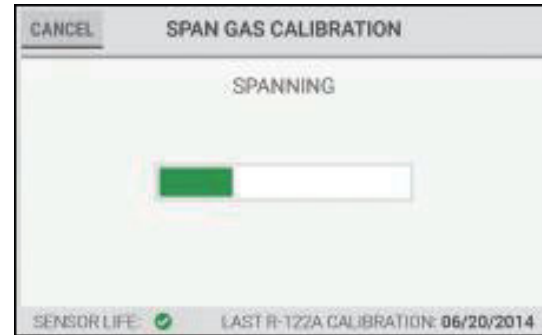 CANCEL SPAN GAS CALIBRATION
SPANNING
SENSOR LIFE: LAST R-122A CALIBRATION: 06/20/2014